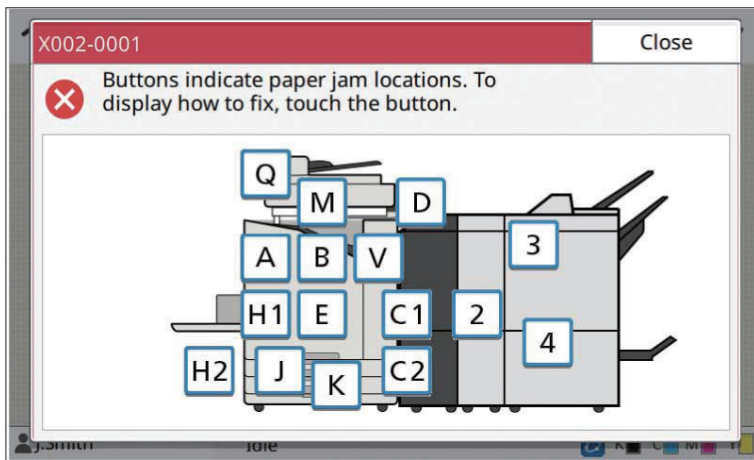 X002-0001
Close
Buttons indicate paper jam locations. To
display how to fix, touch the button.
Q
M
D
A
B
V
3
H1
E
C1
2
4
H2
J
K
C2
J.Smith
Idle
K
C
M
Y